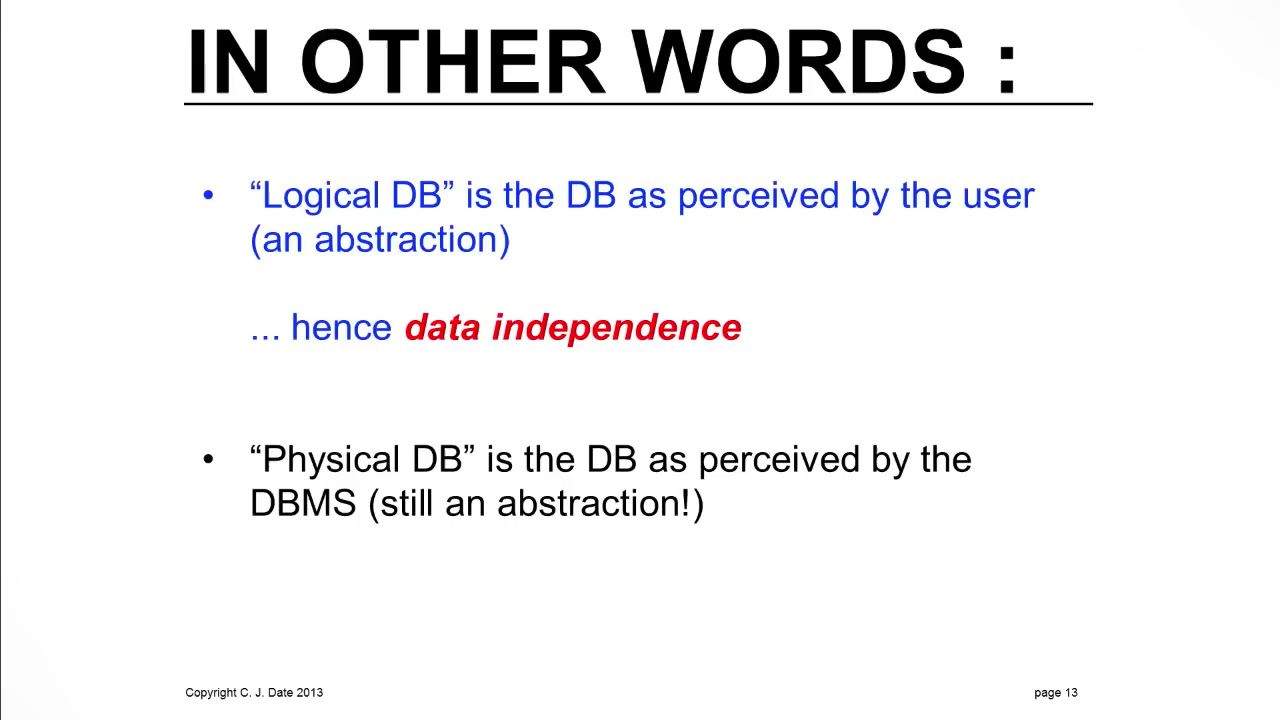 IN OTHER WORDS :
• “Logical DB” is the DB as perceived by the user
(an abstraction)
... hence data independence
• “Physical DB” is the DB as perceived by the
DBMS (still an abstraction!)
Copyright C. J. Date 2013
page 13